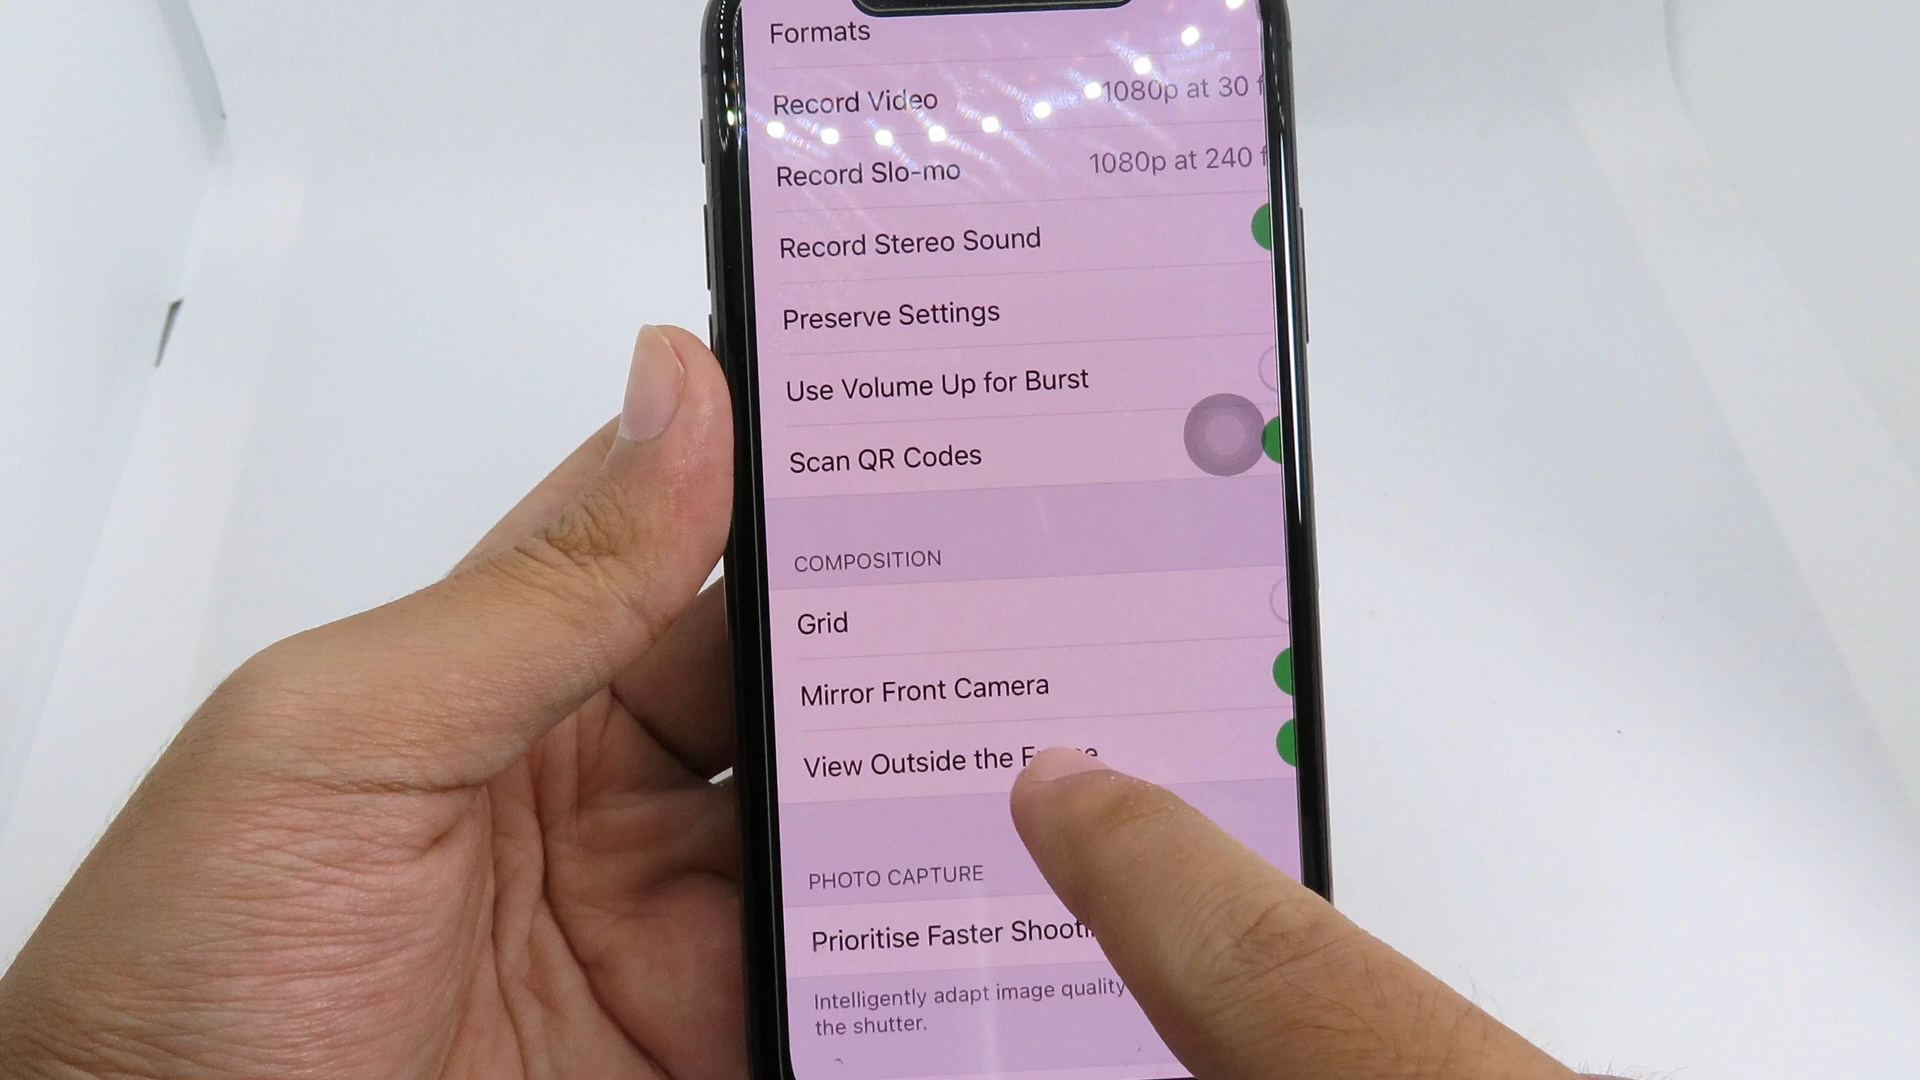 Formats
Record Video 1080p at 30 f
Record Slo-mo 1080p at 240 f
Record Stereo Sound
Preserve Settings
Use Volume Up for Burst
Scan QR Codes
COMPOSITION
Grid
Mirror Front Camera
View Outside the
PHOTO CAPTURE
Prioritise Faster
Intelligently adapt image quality
the shutter.